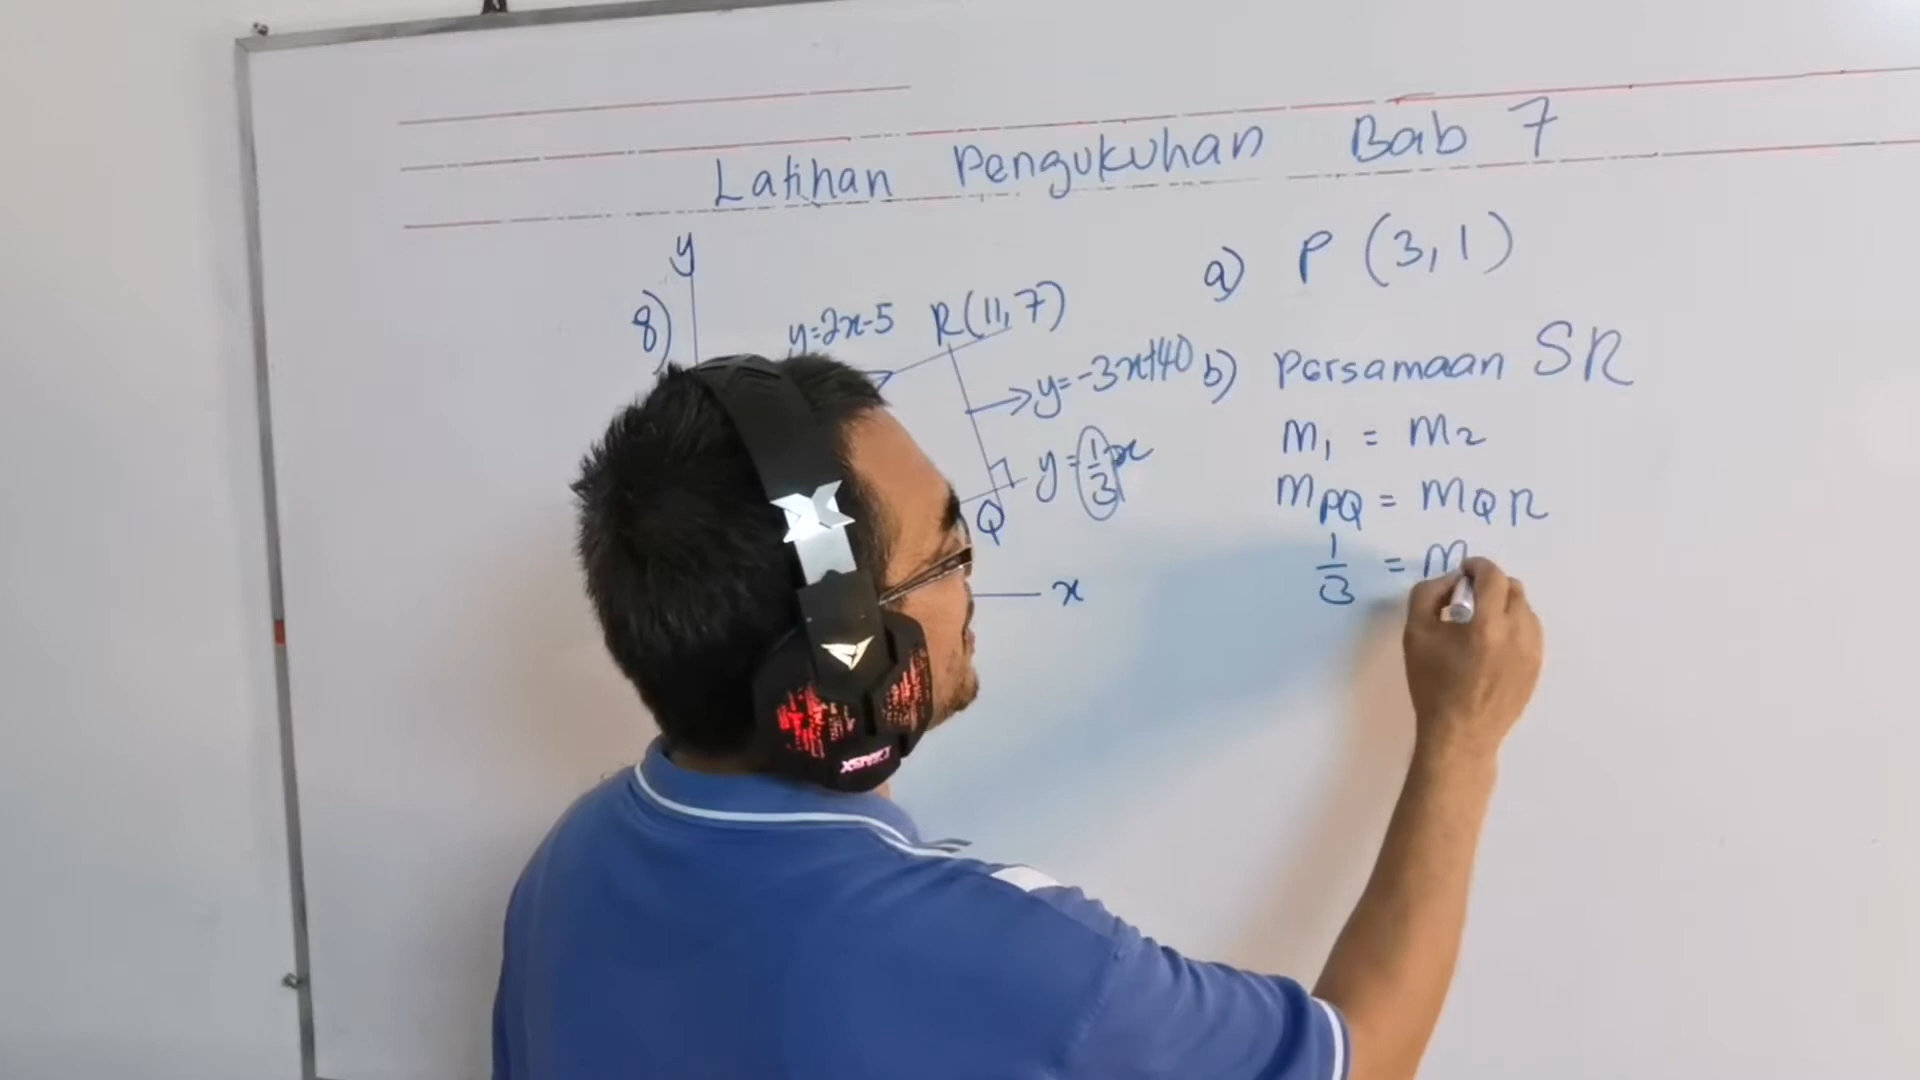 Latihan Pengukuhan Bab 7
y
8)
y=2x-5
R(11,7)
y=-3x+40
y=1/3x
Q
x
a) P (3,1)
b) Persamaan SR
m₁ = m₂
mPQ = mQR
1/3 = m